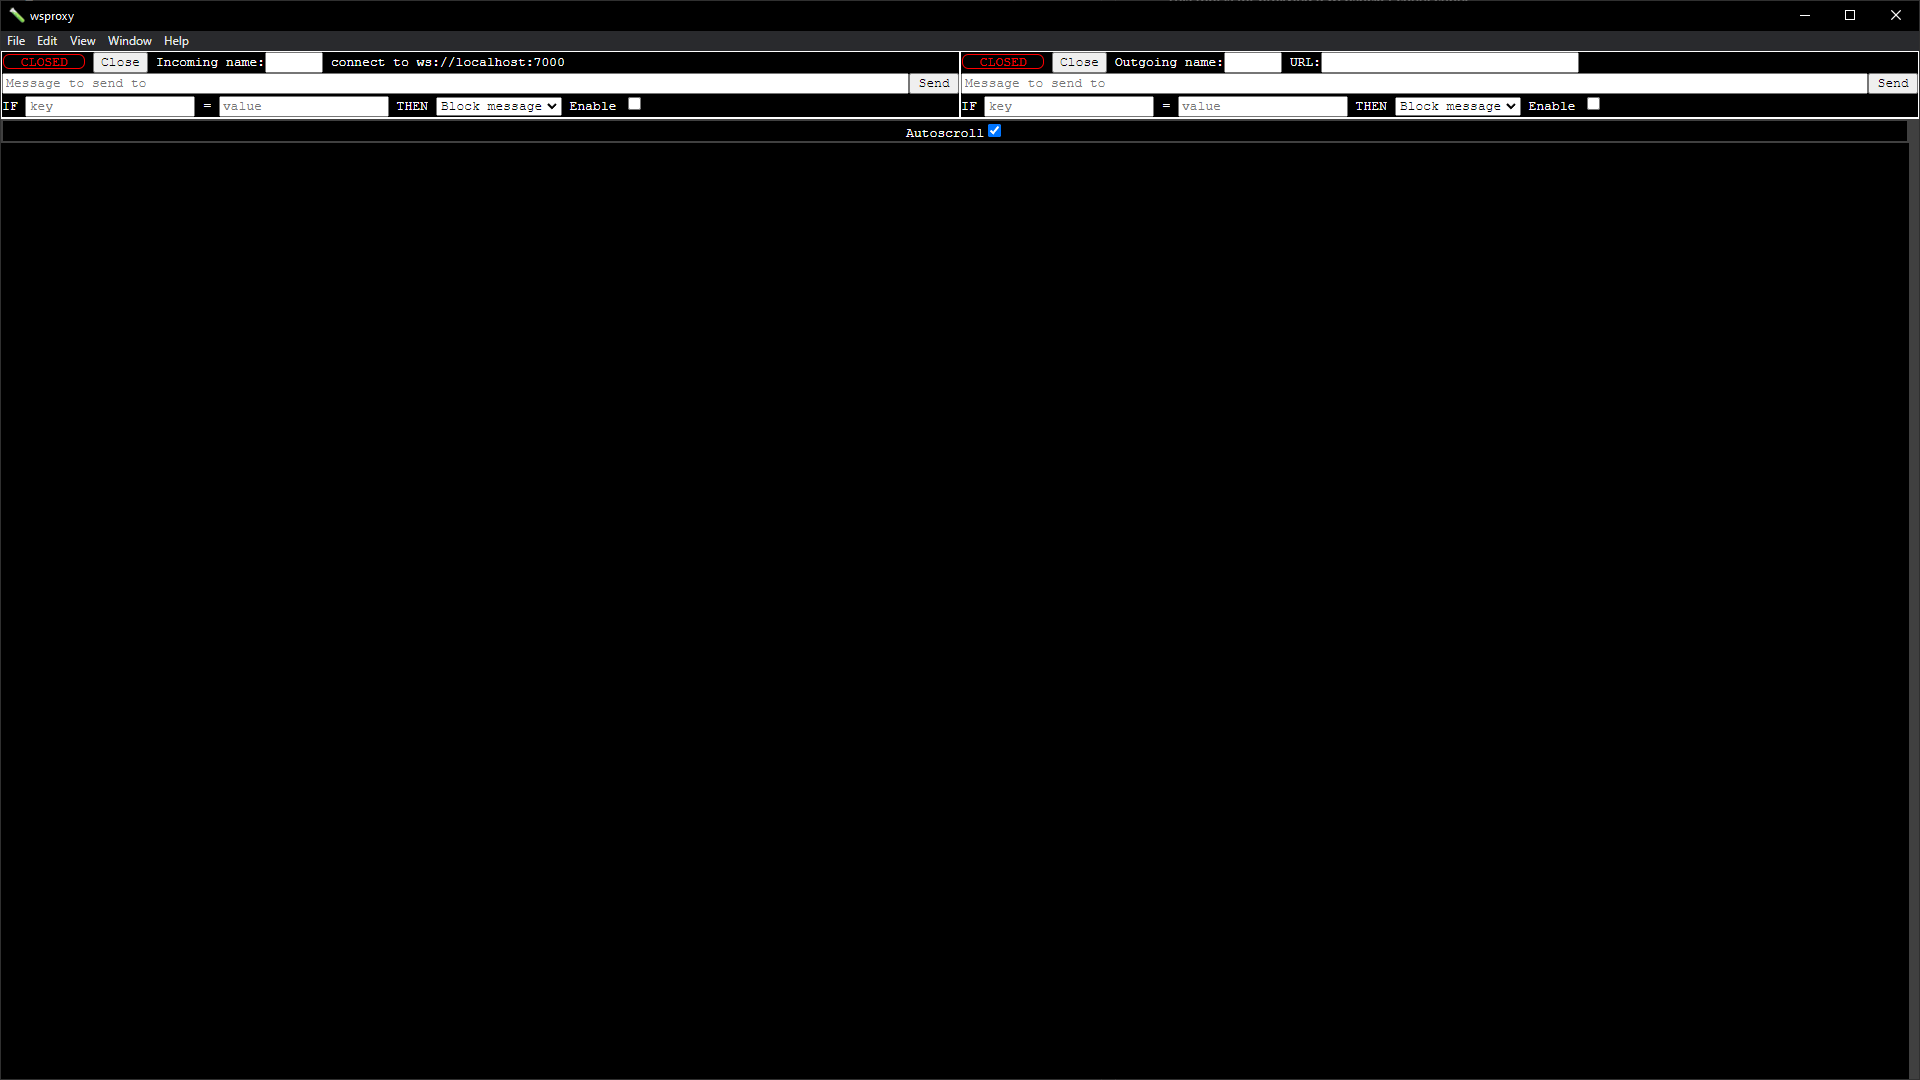 wsproxy
File Edit View Window Help
CLOSED Close Incoming name: connect to ws://localhost:7000
Message to send to Send
IF key = value THEN Block message Enable
CLOSED Close Outgoing name: URL:
Message to send to Send
IF key = value THEN Block message Enable
Autoscroll